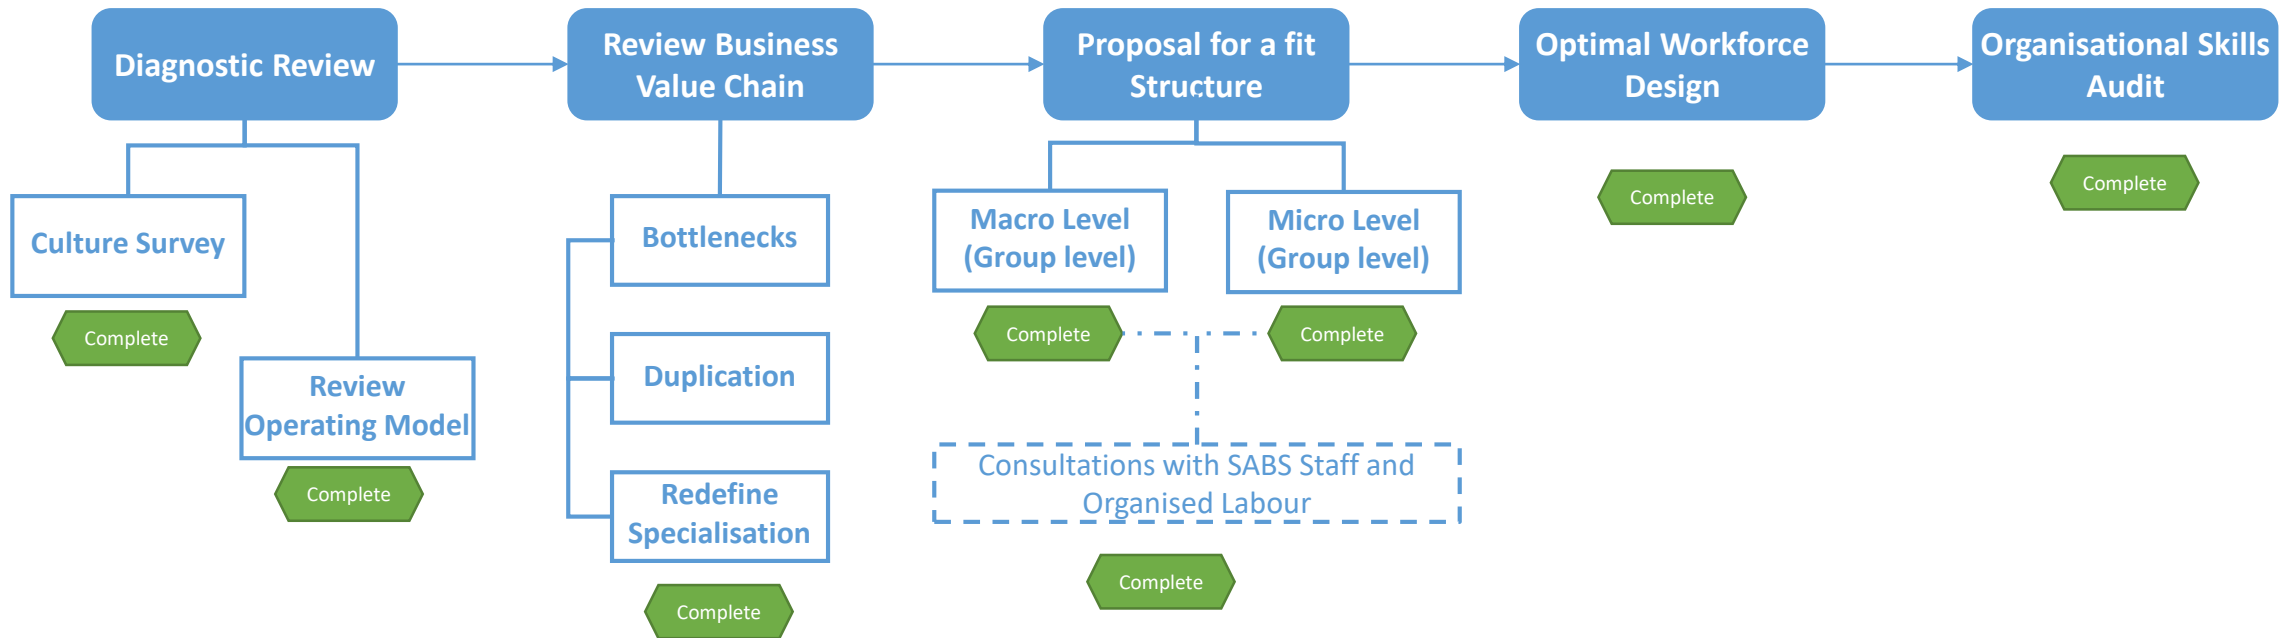 Diagnostic Review
Review Business
Value Chain
Proposal for a fit
Structure
Optimal Workforce
Design
Organisational Skills
Audit
Culture Survey
Complete
Review
Operating Model
Complete
Bottlenecks
Duplication
Redefine
Specialisation
Complete
Macro Level
(Group level)
Complete
Micro Level
(Group level)
Complete
Consultations with SABS Staff and
Organised Labour
Complete
Complete
Complete